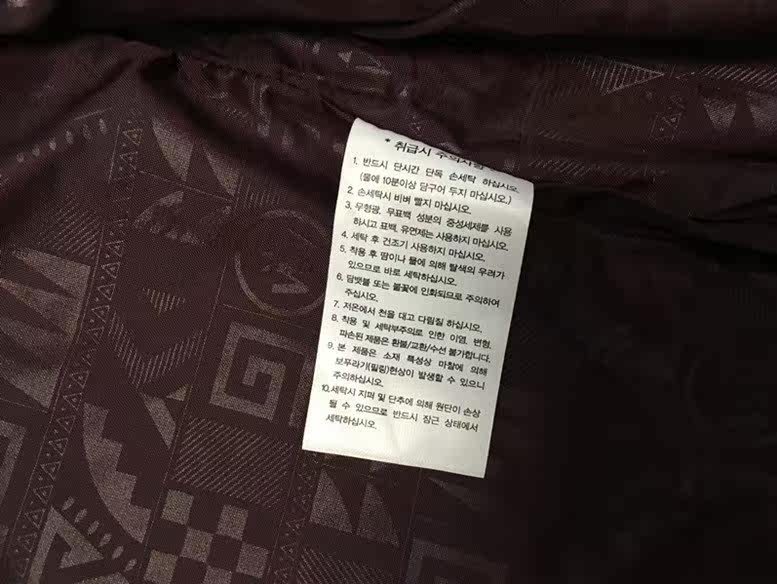 * 취급시 주의사항
1. 반드시 단시간 단독 손세탁 하십시오.
(물에 10분이상 담구어 두지 마십시오.)
2. 손세탁시 비벼 빨지 마십시오.
3. 무형광, 무표백 성분의 중성세제를 사용
하시고 표백, 유연제는 사용하지 마십시오.
4. 세탁 후 건조기 사용하지 마십시오.
5. 착용 후 땀이나 물에 의해 탈색의 우려가
있으므로 바로 세탁하십시오.
6. 담뱃불 또는 불꽃에 인화되므로 주의하여
주십시오.
7. 저온에서 천을 대고 다림질 하십시오.
8. 착용 및 세탁부주의로 인한 이염, 변형,
파손된 제품은 환불/교환/수선 불가합니다.
9. 본 제품은 소재 특성상 마찰에 의해
보푸라기(필링)현상이 발생할 수 있으니
주의하십시오.
10.세탁시 지퍼 및 단추에 의해 원단이 손상
될 수 있으므로 반드시 잠근 상태에서
세탁하십시오.